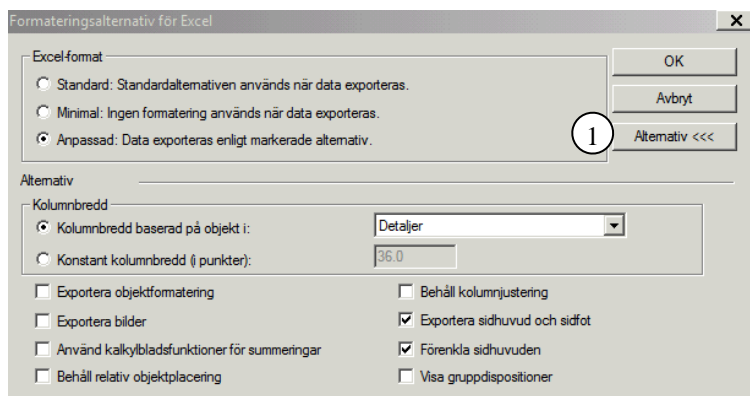 Formateringsalternativ för Excel
Excel-format
Standard: Standardalternativen används när data exporteras.
Minimal: Ingen formatering används när data exporteras.
Anpassad: Data exporteras enligt markerade alternativ.
OK
Avbryt
1
Alternativ <<<
Alternativ
Kolumnbredd
Kolumnbredd baserad på objekt i:
Detaljer
Konstant kolumnbredd (i punkter):
36.0
Exportera objektformatering
Behåll kolumnjustering
Exportera bilder
Exportera sidhuvud och sidfot
Använd kalkylbladsfunktioner för summeringar
Förenkla sidhuvuden
Behåll relativ objektplacering
Visa gruppdispositioner